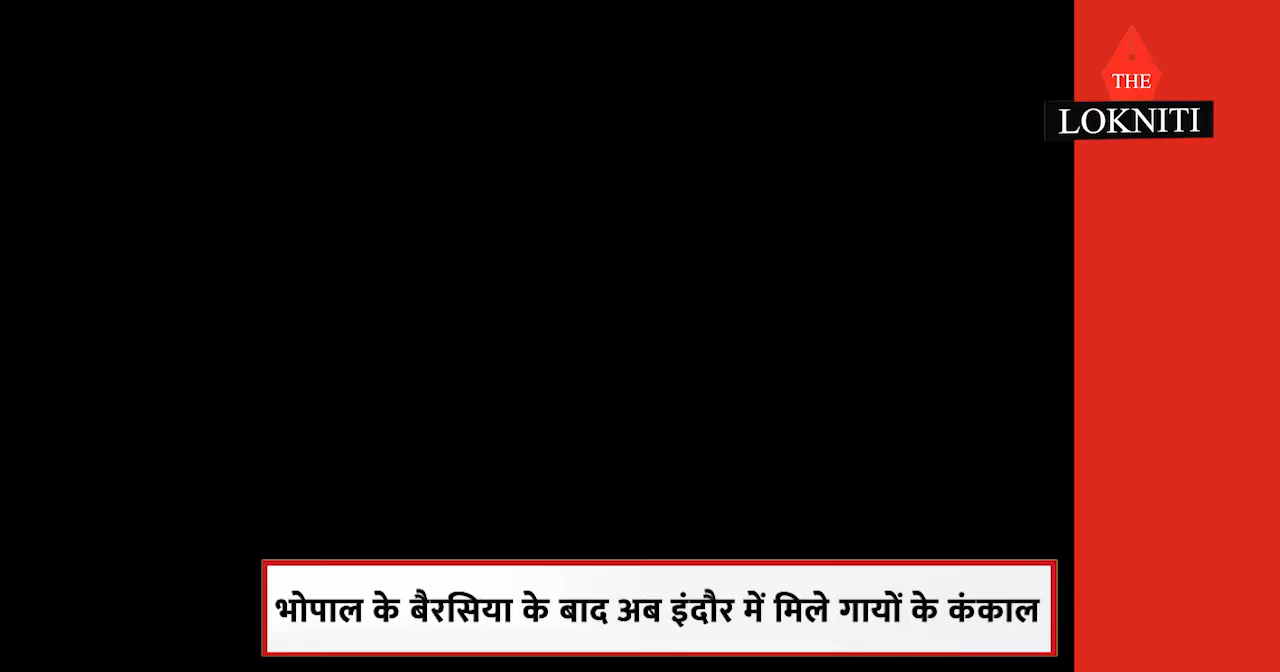 THE
LOKNITI
भोपाल के बैरसिया के बाद अब इंदौर में मिले गायों के कंकाल